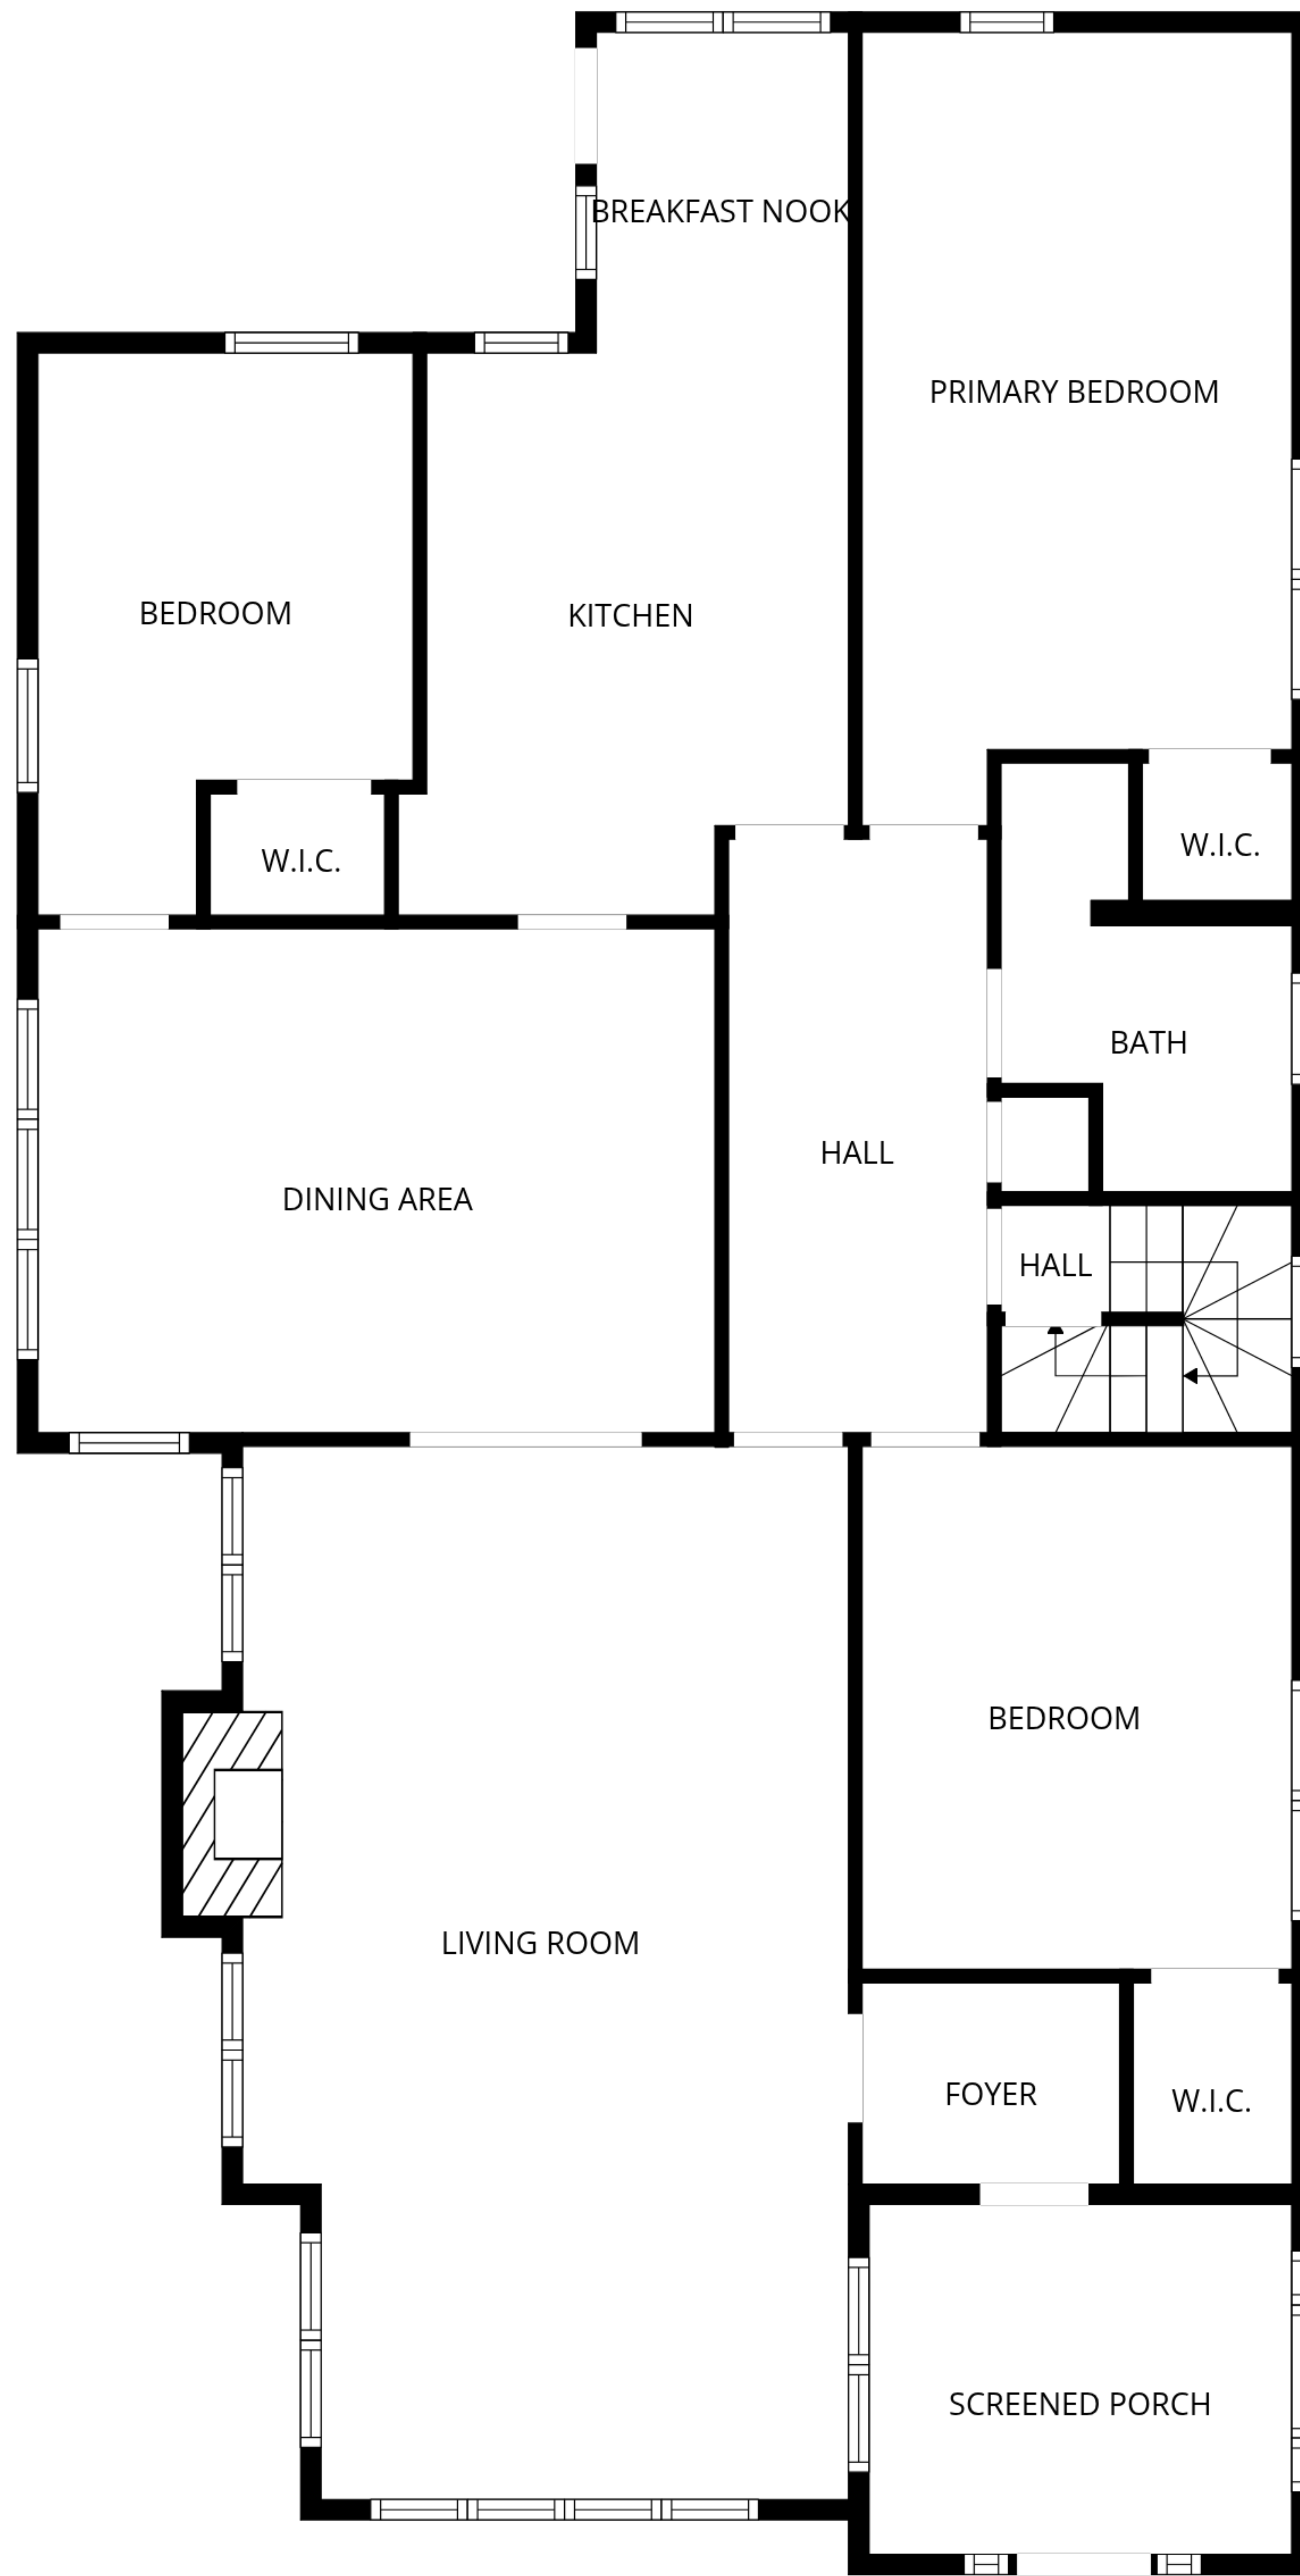 BREAKFAST NOOK
PRIMARY BEDROOM
BEDROOM
KITCHEN
W.I.C.
W.I.C.
BATH
HALL
DINING AREA
HALL
BEDROOM
LIVING ROOM
FOYER
W.I.C.
SCREENED PORCH